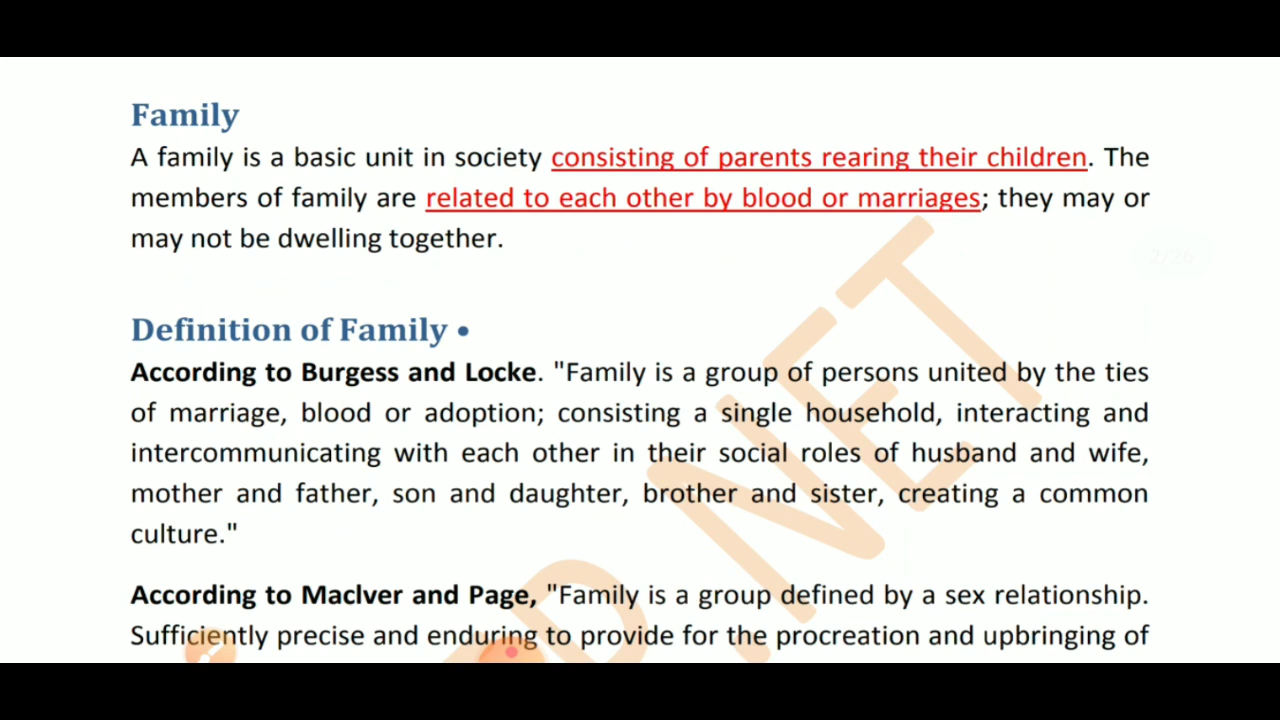 Family
A family is a basic unit in society consisting of parents rearing their children. The
members of family are related to each other by blood or marriages; they may or
may not be dwelling together.
2/26
Definition of Family •
According to Burgess and Locke. "Family is a group of persons united by the ties
of marriage, blood or adoption; consisting a single household, interacting and
intercommunicating with each other in their social roles of husband and wife,
mother and father, son and daughter, brother and sister, creating a common
culture."
According to Maclver and Page, "Family is a group defined by a sex relationship.
Sufficiently precise and enduring to provide for the procreation and upbringing of
D NET